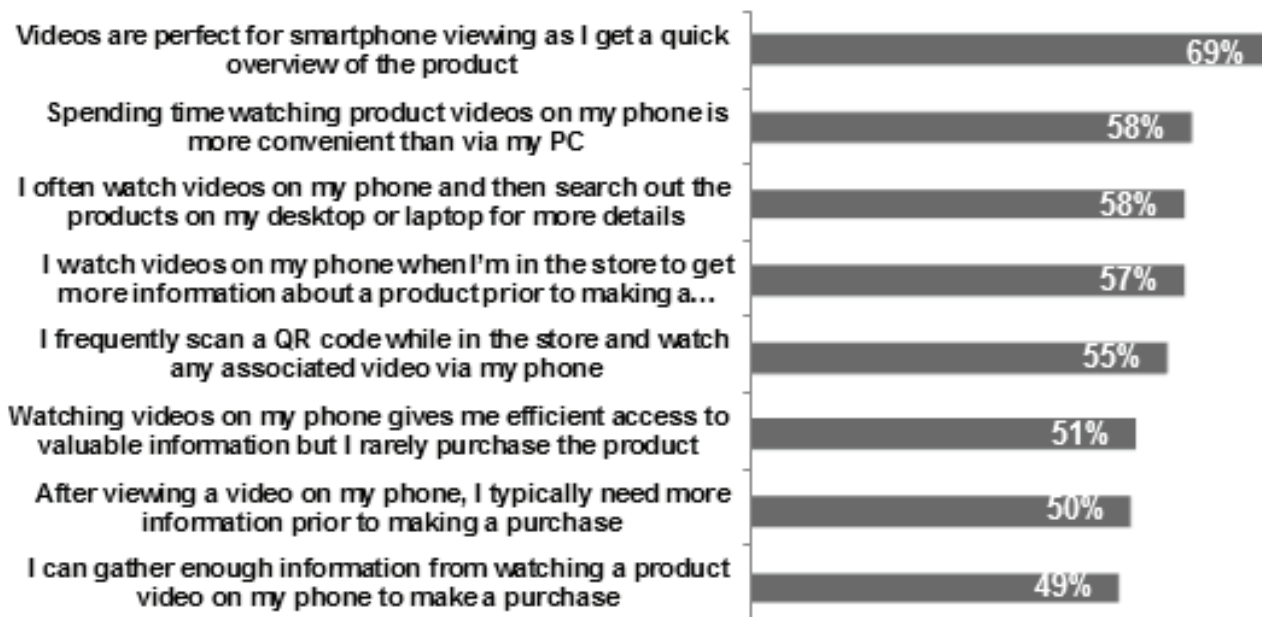 Videos are perfect for smartphone viewing as I get a quick
overview of the product
69%
Spending time watching product videos on my phone is
more convenient than via my PC
58%
I often watch videos on my phone and then search out the
products on my desktop or laptop for more details
58%
I watch videos on my phone when I'm in the store to get
more information about a product prior to making a...
57%
I frequently scan a QR code while in the store and watch
any associated video via my phone
55%
Watching videos on my phone gives me efficient access to
valuable information but I rarely purchase the product
51%
After viewing a video on my phone, I typically need more
information prior to making a purchase
50%
I can gather enough information from watching a product
video on my phone to make a purchase
49%